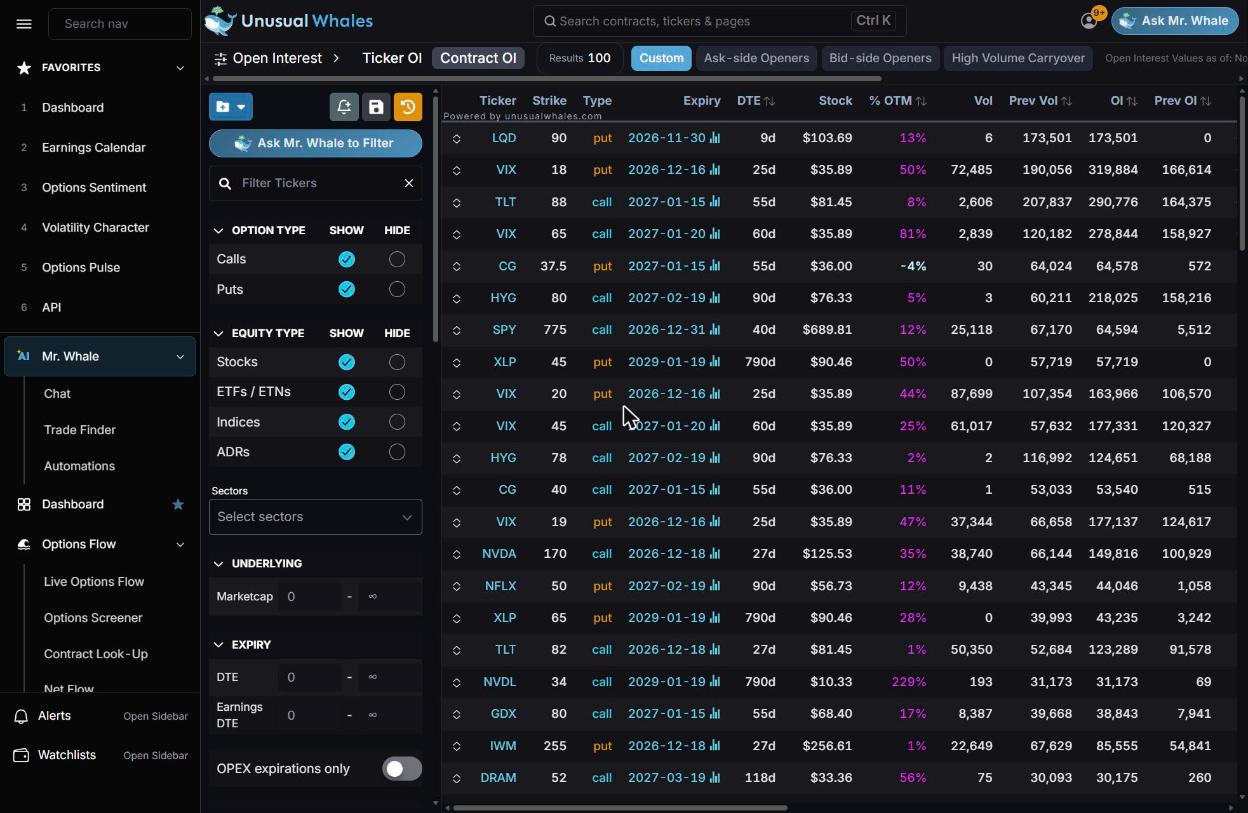 Search nav
Unusual Whales
Search contracts, tickers & pages
Ctrl K
9+
Ask Mr. Whale
FAVORITES
1 Dashboard
2 Earnings Calendar
3 Options Sentiment
4 Volatility Character
5 Options Pulse
6 API
AI Mr. Whale
Chat
Trade Finder
Automations
Dashboard
Options Flow
Live Options Flow
Options Screener
Contract Look-Up
Net Flow
Alerts Open Sidebar
Watchlists Open Sidebar
Open Interest
Ticker OI
Contract OI
Results 100
Custom
Ask-side Openers
Bid-side Openers
High Volume Carryover
Open Interest Values as of: No
Ask Mr. Whale to Filter
Filter Tickers
OPTION TYPE SHOW HIDE
Calls
Puts
EQUITY TYPE SHOW HIDE
Stocks
ETFs / ETNs
Indices
ADRs
Sectors
Select sectors
UNDERLYING
Marketcap 0 - ∞
EXPIRY
DTE 0 - ∞
Earnings DTE 0 - ∞
OPEX expirations only
Ticker Strike Type Expiry DTE Stock % OTM Vol Prev Vol OI Prev OI
Powered by unusualwhales.com
LQD 90 put 2026-11-30 9d $103.69 13% 6 173,501 173,501 0
VIX 18 put 2026-12-16 25d $35.89 50% 72,485 190,056 319,884 166,614
TLT 88 call 2027-01-15 55d $81.45 8% 2,606 207,837 290,776 164,375
VIX 65 call 2027-01-20 60d $35.89 81% 2,839 120,182 278,844 158,927
CG 37.5 put 2027-01-15 55d $36.00 -4% 30 64,024 64,578 572
HYG 80 call 2027-02-19 90d $76.33 5% 3 60,211 218,025 158,216
SPY 775 call 2026-12-31 40d $689.81 12% 25,118 67,170 64,594 5,512
XLP 45 put 2029-01-19 790d $90.46 50% 0 57,719 57,719 0
VIX 20 put 2026-12-16 25d $35.89 44% 87,699 107,354 163,966 106,570
VIX 45 call 2027-01-20 60d $35.89 25% 61,017 57,632 177,331 120,327
HYG 78 call 2027-02-19 90d $76.33 2% 2 116,992 124,651 68,188
CG 40 call 2027-01-15 55d $36.00 11% 1 53,033 53,540 515
VIX 19 put 2026-12-16 25d $35.89 47% 37,344 66,658 177,137 124,617
NVDA 170 call 2026-12-18 27d $125.53 35% 38,740 66,144 149,816 100,929
NFLX 50 put 2027-02-19 90d $56.73 12% 9,438 43,345 44,046 1,058
XLP 65 put 2029-01-19 790d $90.46 28% 0 39,993 43,235 3,242
TLT 82 call 2026-12-18 27d $81.45 1% 50,350 52,684 123,289 91,578
NVDL 34 call 2029-01-19 790d $10.33 229% 193 31,173 31,173 69
GDX 80 call 2027-01-15 55d $68.40 17% 8,387 39,668 38,843 7,941
IWM 255 put 2026-12-18 27d $256.61 1% 22,649 67,629 85,555 54,841
DRAM 52 call 2027-03-19 118d $33.36 56% 75 30,093 30,175 260